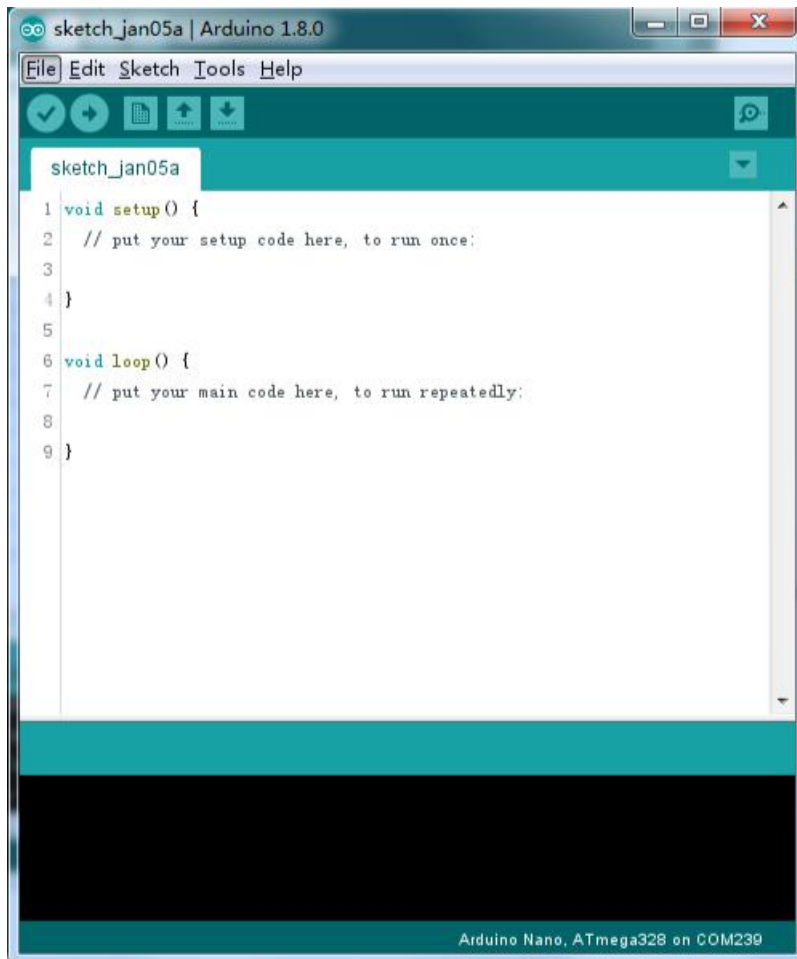 sketch_jan05a | Arduino 1.8.0
File Edit Sketch Tools Help
sketch_jan05a
1 void setup() {
2 // put your setup code here, to run once:
3
4 }
5
6 void loop() {
7 // put your main code here, to run repeatedly:
8
9 }
Arduino Nano, ATmega328 on COM239